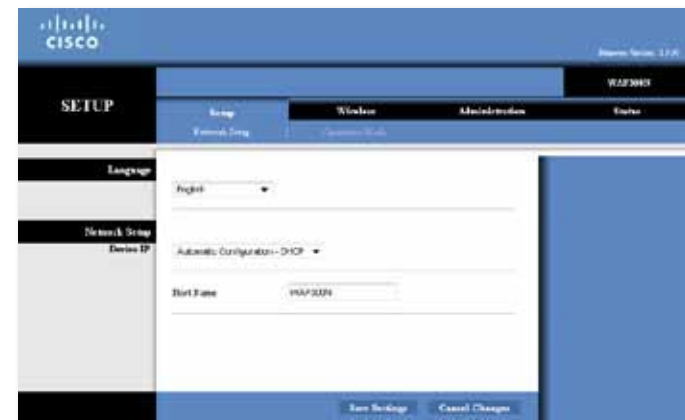 CISCO
WAP300N
SETUP
Setup
Wireless
Administration
Status
Network Setup
Language
English
Network Setup
Device IP
Automatic Configuration - DHCP
Host Name
WAP300N
Save Settings
Cancel Changes